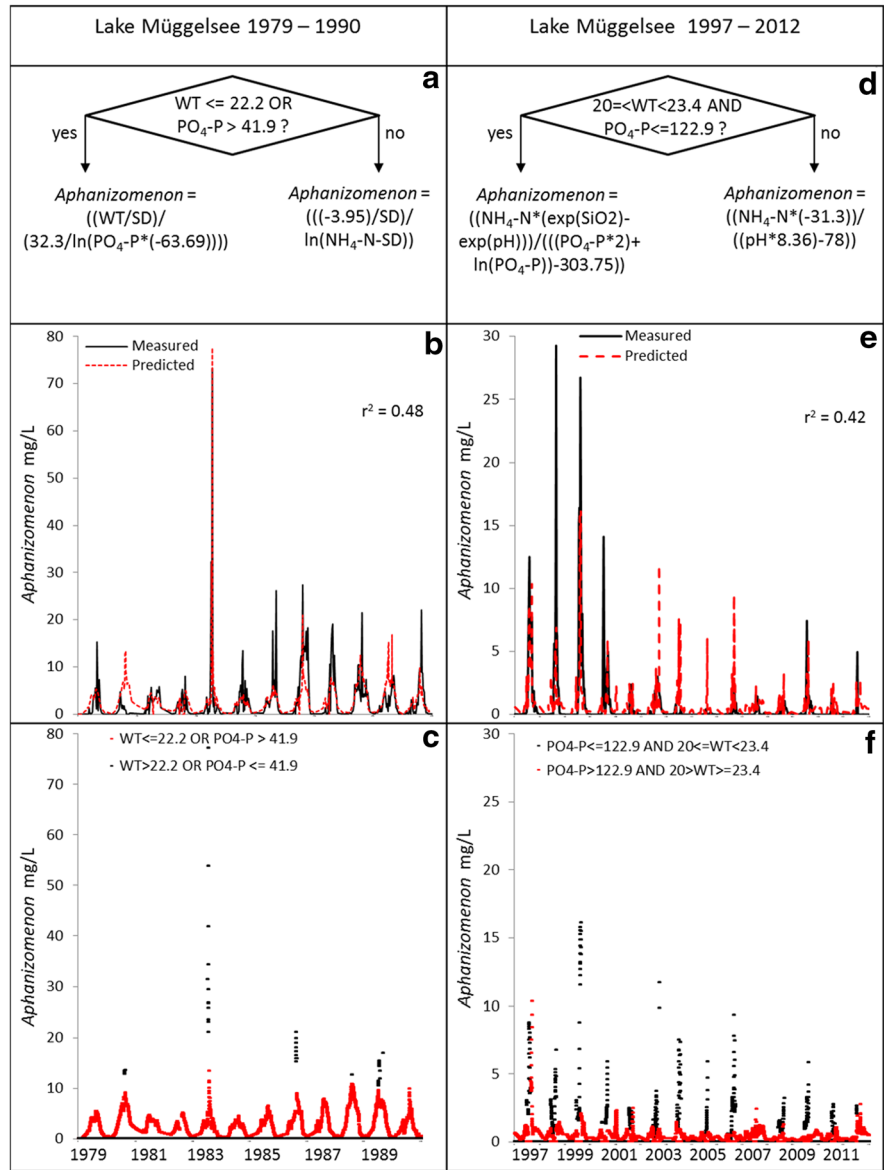 Lake Müggelsee 1979 – 1990
Lake Müggelsee 1997 – 2012
a
WT <= 22.2 OR
PO4-P > 41.9 ?
yes
no
Aphanizomenon =
((WT/SD)/
(32.3/ln(PO4-P*(-63.69))))
Aphanizomenon =
(((-3.95)/SD)/
ln(NH4-N-SD))
d
20=<WT<23.4 AND
PO4-P<=122.9 ?
yes
no
Aphanizomenon =
((NH4-N*(exp(SiO2)-
exp(pH)))/(((PO4-P*2)+
ln(PO4-P))-303.75))
Aphanizomenon =
((NH4-N*(-31.3))/
((pH*8.36)-78))
b
Measured
Predicted
r2 = 0.48
Aphanizomenon mg/L
80
70
60
50
40
30
20
10
0
e
Measured
Predicted
r2 = 0.42
Aphanizomenon mg/L
30
25
20
15
10
5
0
c
WT<=22.2 OR PO4-P > 41.9
WT>22.2 OR PO4-P <= 41.9
Aphanizomenon mg/L
80
70
60
50
40
30
20
10
0
1979 1981 1983 1985 1987 1989
f
PO4-P<=122.9 AND 20<=WT<23.4
PO4-P>122.9 AND 20>WT>=23.4
Aphanizomenon mg/L
30
25
20
15
10
5
0
1997 1999 2001 2003 2005 2007 2009 2011